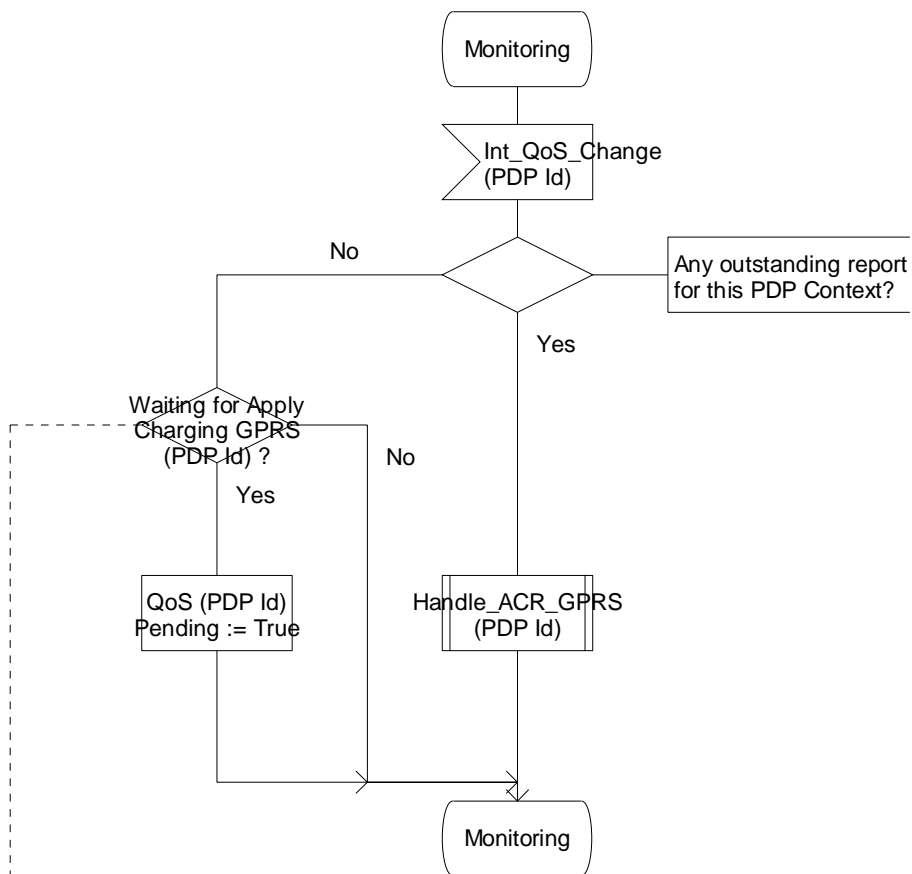 Monitoring
Int_QoS_Change
(PDP Id)
No
Any outstanding report
for this PDP Context?
Yes
Waiting for Apply
Charging GPRS
(PDP Id) ?
No
Yes
QoS (PDP Id)
Pending := True
Handle_ACR_GPRS
(PDP Id)
Monitoring